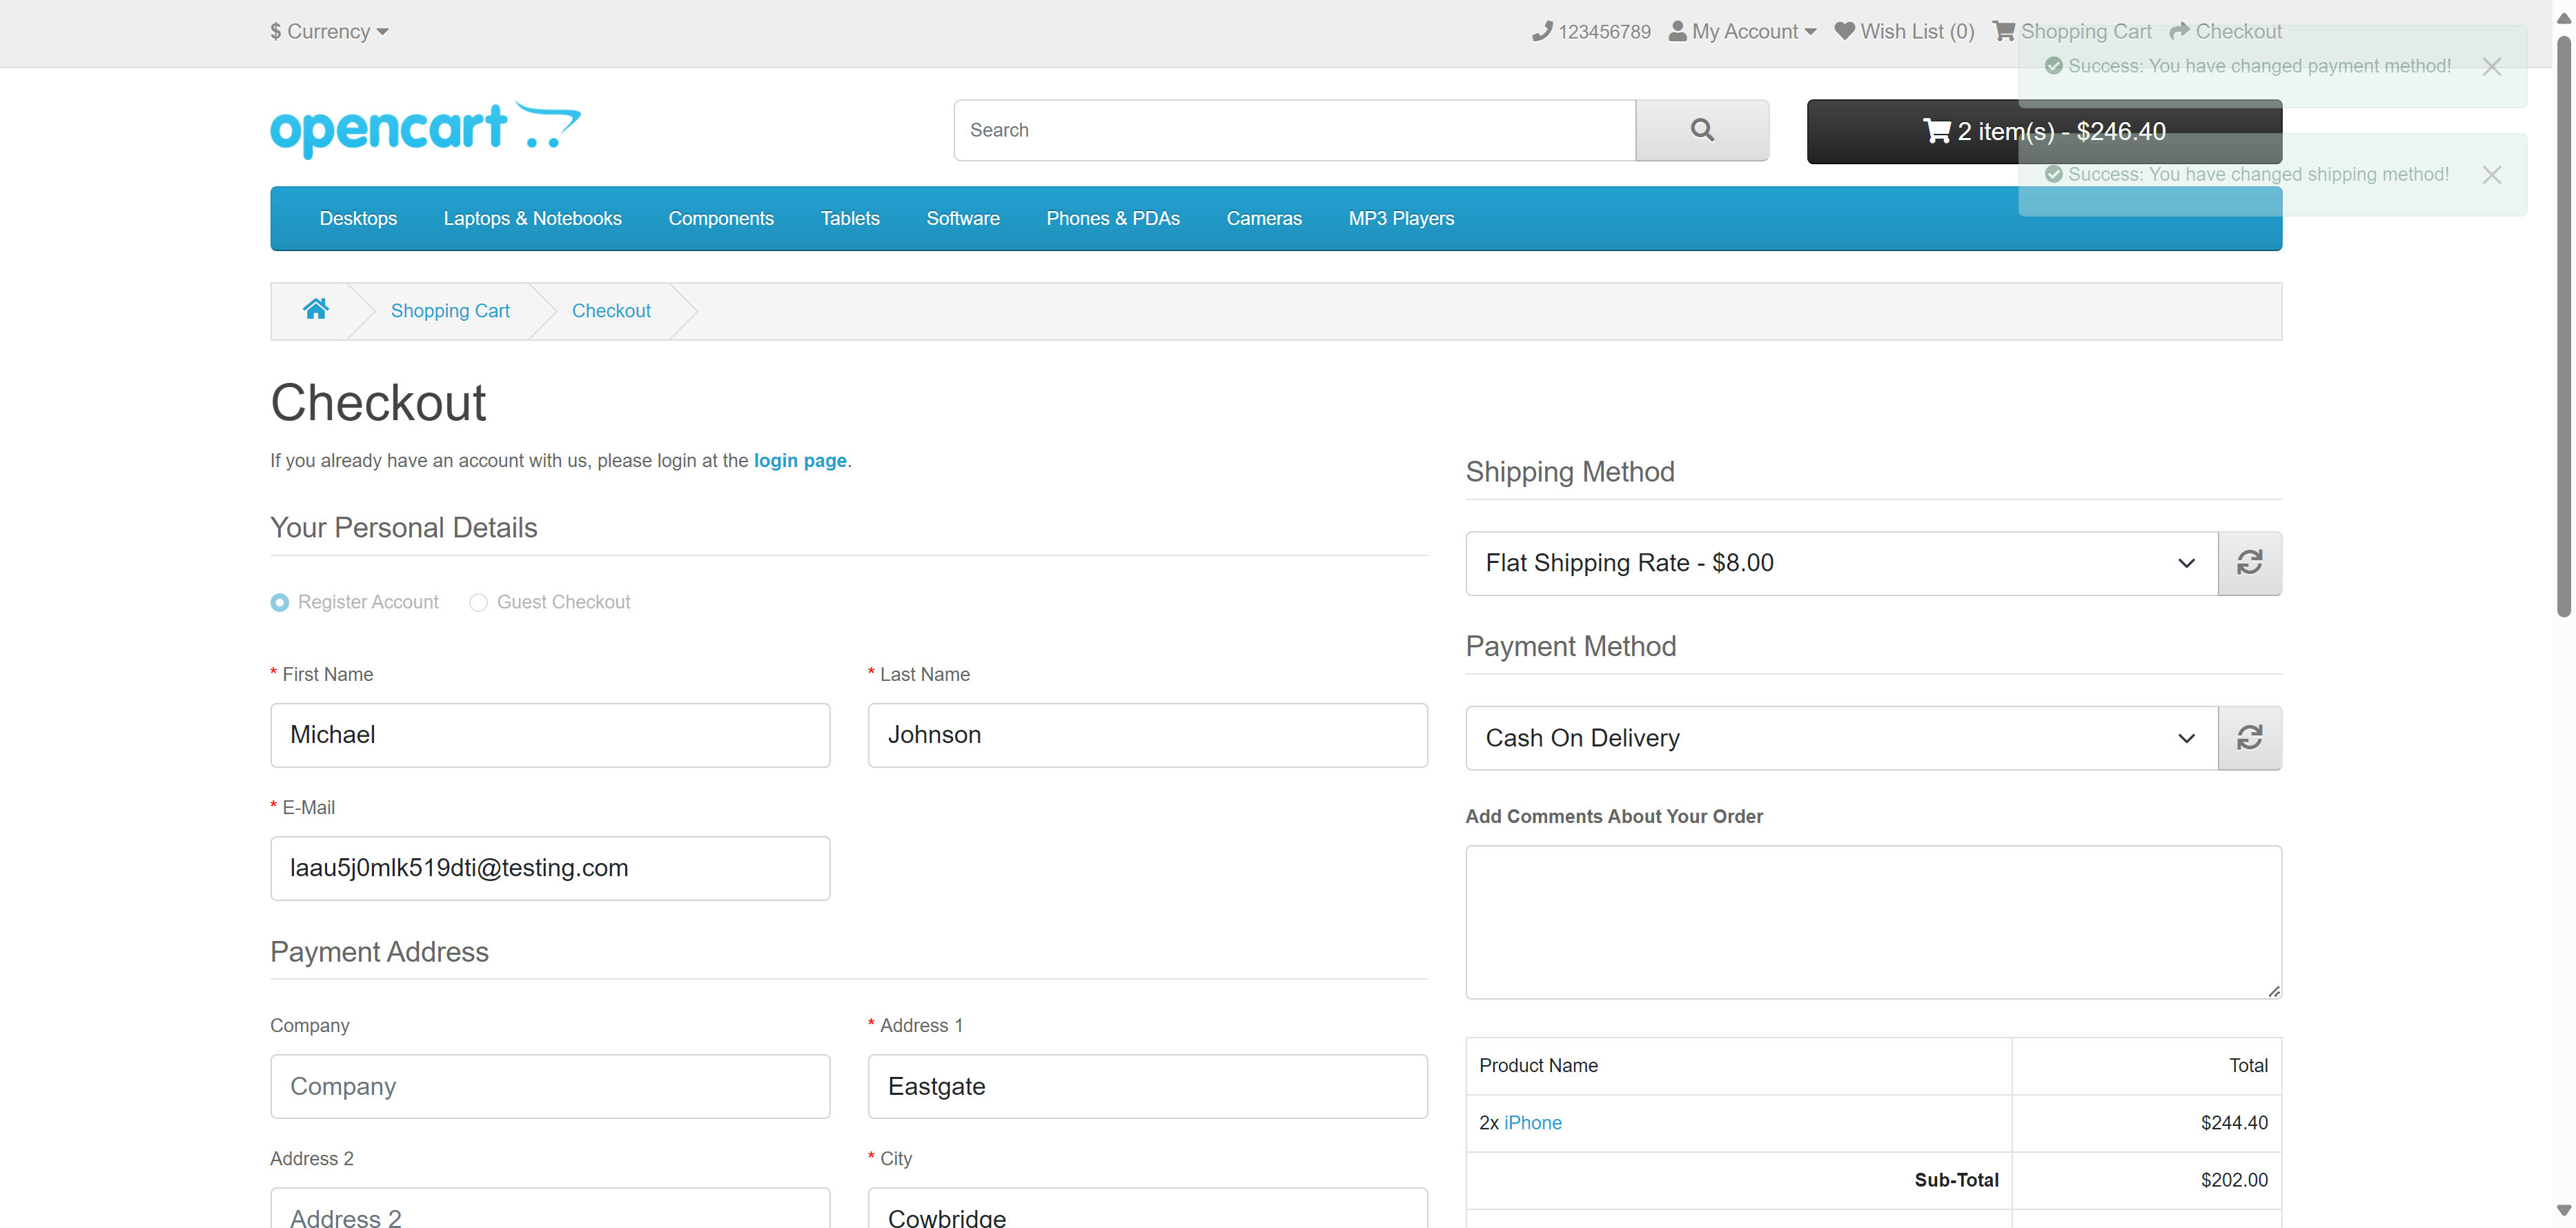 $ Currency
123456789 My Account Wish List (0) Shopping Cart Checkout
Success: You have changed payment method!
opencart
Search
2 item(s) - $246.40
Success: You have changed shipping method!
Desktops Laptops & Notebooks Components Tablets Software Phones & PDAs Cameras MP3 Players
Shopping Cart Checkout
Checkout
If you already have an account with us, please login at the login page.
Your Personal Details
Register Account Guest Checkout
* First Name
* Last Name
Michael
Johnson
* E-Mail
laau5j0mlk519dti@testing.com
Payment Address
Company
* Address 1
Company
Eastgate
Address 2
* City
Address 2
Cowbridge
Shipping Method
Flat Shipping Rate - $8.00
Payment Method
Cash On Delivery
Add Comments About Your Order
Product Name Total
2x iPhone $244.40
Sub-Total $202.00